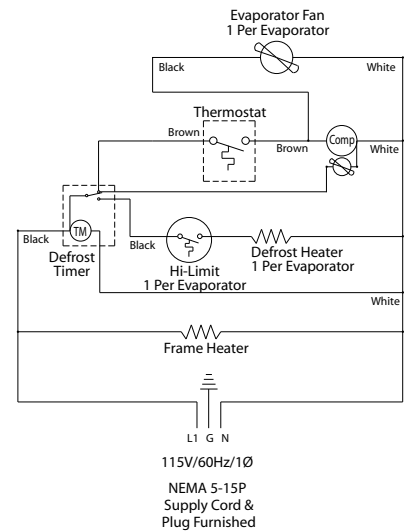 Evaporator Fan
1 Per Evaporator
Black
White
Thermostat
Brown
Brown
Comp
White
TM
Black
Defrost
Timer
Black
Hi-Limit
1 Per Evaporator
Defrost Heater
1 Per Evaporator
White
Frame Heater
L1 G N
115V/60Hz/1Ø
NEMA 5-15P
Supply Cord &
Plug Furnished